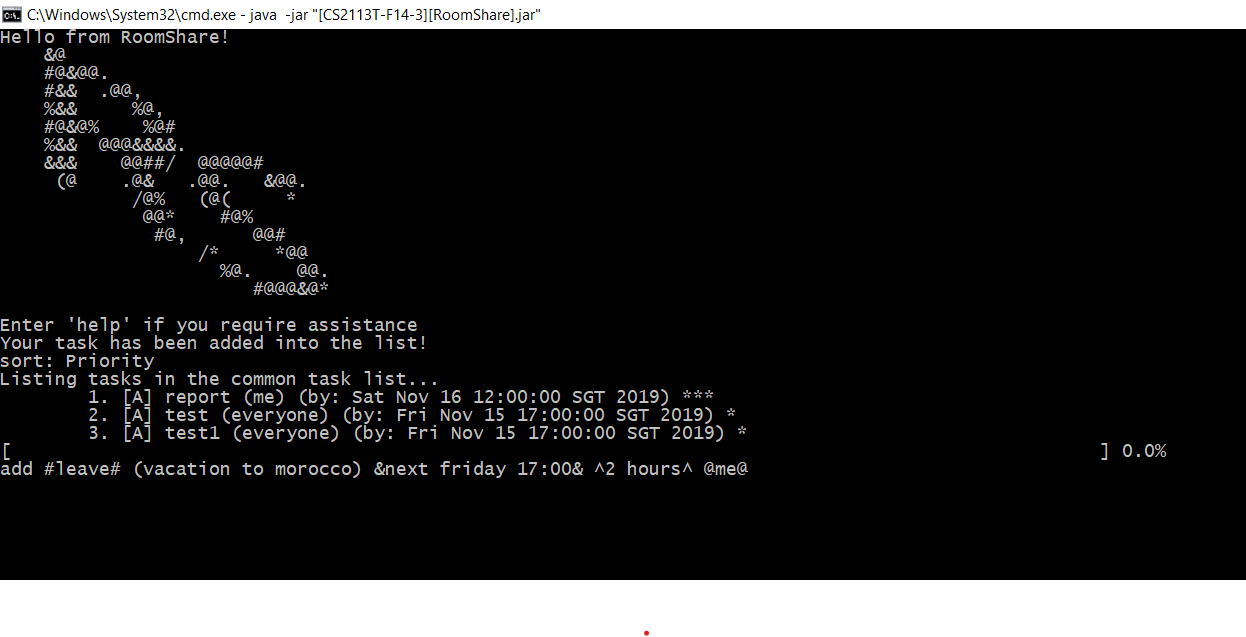 C:\Windows\System32\cmd.exe - java  -jar "[CS2113T-F14-3][RoomShare].jar"
Hello from RoomShare!
    &@
    #@&@@.
    #&&  .@@,
    %&&     %@,
    #@&@%    %@#
    %&&  @@@&&&&.
    &&&    @@##/  @@@@@#
     (@    .@&   .@@.   &@@.
            /@%   (@(     *
             @@*    #@%
              #@,      @@#
                  /*     *@@
                    %@.    @@.
                       #@@@&@*
Enter 'help' if you require assistance
Your task has been added into the list!
sort: Priority
Listing tasks in the common task list...
        1. [A] report (me) (by: Sat Nov 16 12:00:00 SGT 2019) ***
        2. [A] test (everyone) (by: Fri Nov 15 17:00:00 SGT 2019) *
        3. [A] test1 (everyone) (by: Fri Nov 15 17:00:00 SGT 2019) *
[                                                                                                    ] 0.0%
add #leave# (vacation to morocco) &next friday 17:00& ^2 hours^ @me@